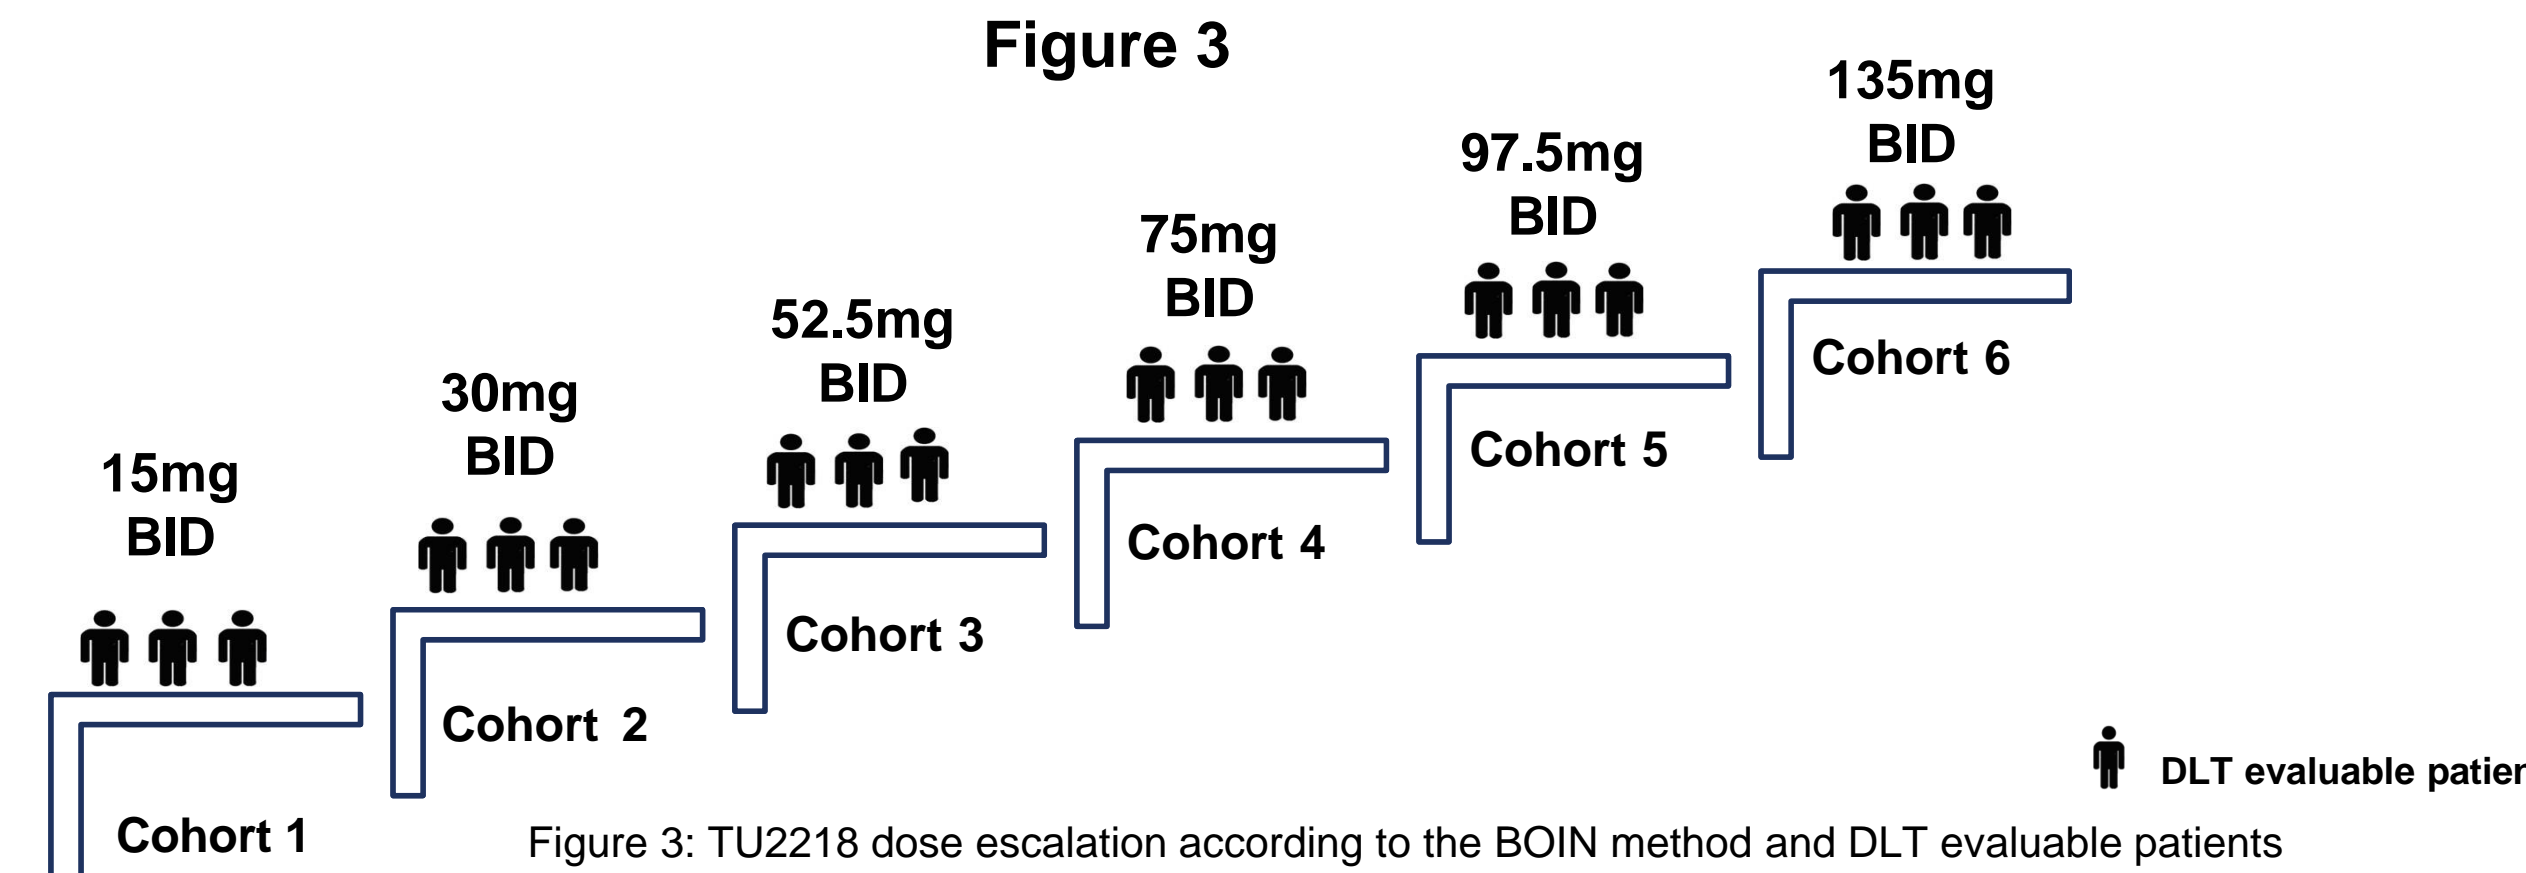 Figure 3
15mg
BID
30mg
BID
52.5mg
BID
75mg
BID
97.5mg
BID
135mg
BID
Cohort 1
Cohort 2
Cohort 3
Cohort 4
Cohort 5
Cohort 6
DLT evaluable
Figure 3: TU2218 dose escalation according to the BOIN method and DLT evaluable patients